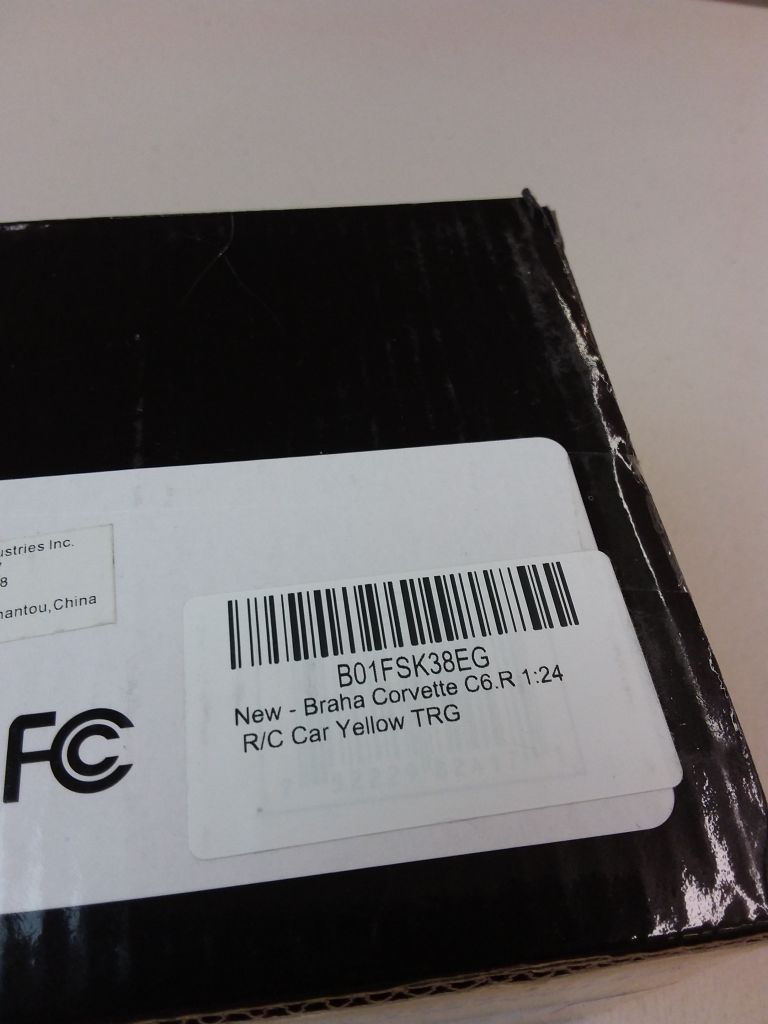 ustries Inc.
8
hantou,China
FC
B01FSK38EG
New - Braha Corvette C6.R 1:24
R/C Car Yellow TRG